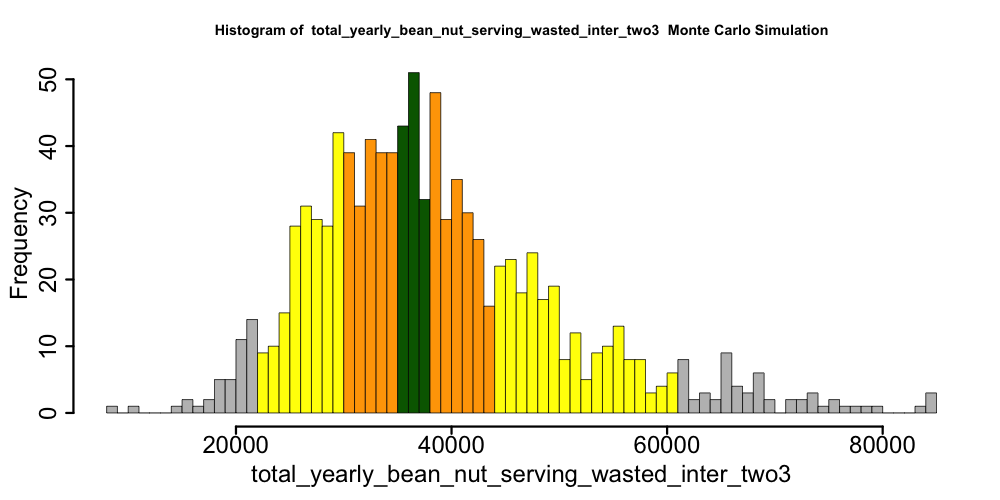 Histogram of  total_yearly_bean_nut_serving_wasted_inter_two3  Monte Carlo Simulation
50
40
30
20
10
0
Frequency
20000 40000 60000 80000
total_yearly_bean_nut_serving_wasted_inter_two3